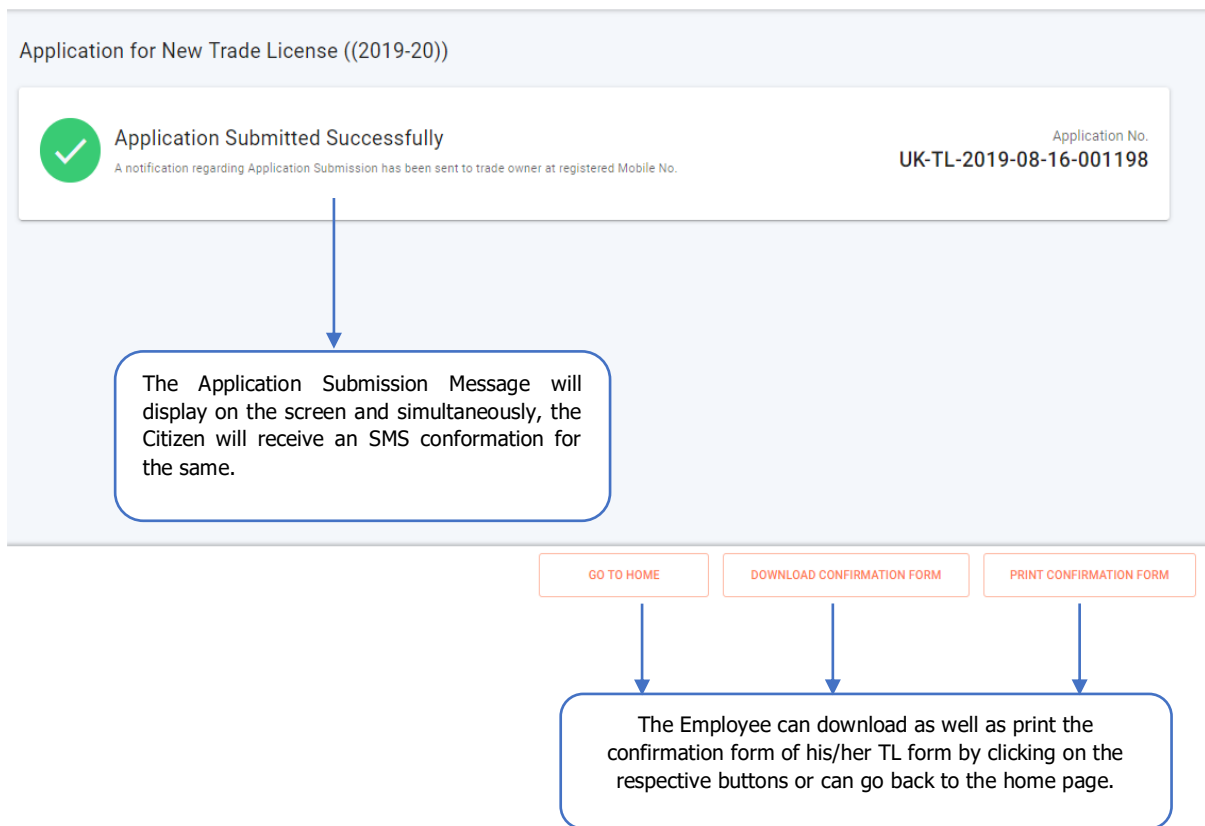 Application for New Trade License ((2019-20))
Application Submitted Successfully
A notification regarding Application Submission has been sent to trade owner at registered Mobile No.
Application No.
UK-TL-2019-08-16-001198
The Application Submission Message will
display on the screen and simultaneously, the
Citizen will receive an SMS conformation for
the same.
GO TO HOME
DOWNLOAD CONFIRMATION FORM
PRINT CONFIRMATION FORM
The Employee can download as well as print the
confirmation form of his/her TL form by clicking on the
respective buttons or can go back to the home page.